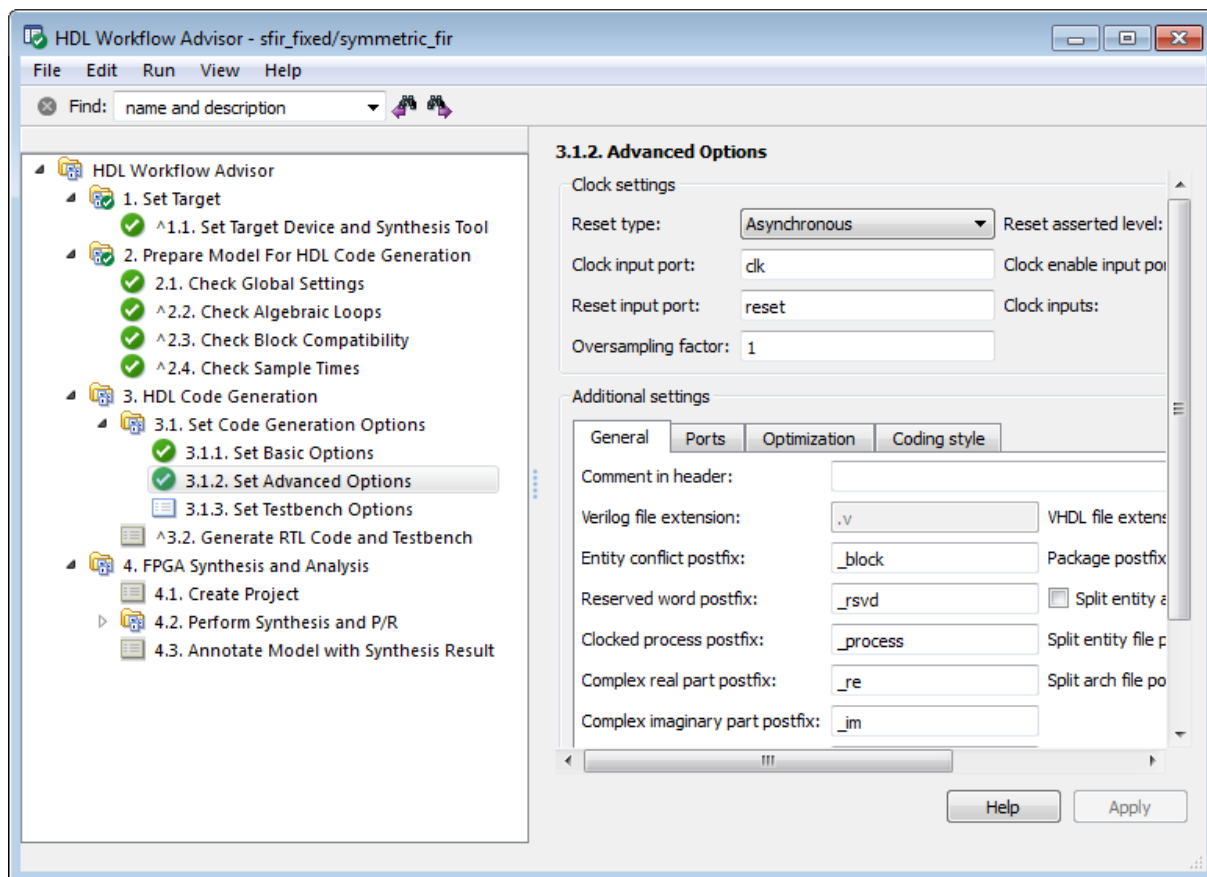 HDL Workflow Advisor - sfir_fixed/symmetric_fir
File Edit Run View Help
Find: name and description
HDL Workflow Advisor
1. Set Target
^1.1. Set Target Device and Synthesis Tool
2. Prepare Model For HDL Code Generation
2.1. Check Global Settings
^2.2. Check Algebraic Loops
^2.3. Check Block Compatibility
^2.4. Check Sample Times
3. HDL Code Generation
3.1. Set Code Generation Options
3.1.1. Set Basic Options
3.1.2. Set Advanced Options
3.1.3. Set Testbench Options
^3.2. Generate RTL Code and Testbench
4. FPGA Synthesis and Analysis
4.1. Create Project
4.2. Perform Synthesis and P/R
4.3. Annotate Model with Synthesis Result
3.1.2. Advanced Options
Clock settings
Reset type: Asynchronous Reset asserted level:
Clock input port: clk Clock enable input por
Reset input port: reset Clock inputs:
Oversampling factor: 1
Additional settings
General Ports Optimization Coding style
Comment in header:
Verilog file extension: .v VHDL file extens
Entity conflict postfix: _block Package postfix
Reserved word postfix: _rsvd Split entity a
Clocked process postfix: _process Split entity file p
Complex real part postfix: _re Split arch file po
Complex imaginary part postfix: _im
Help Apply